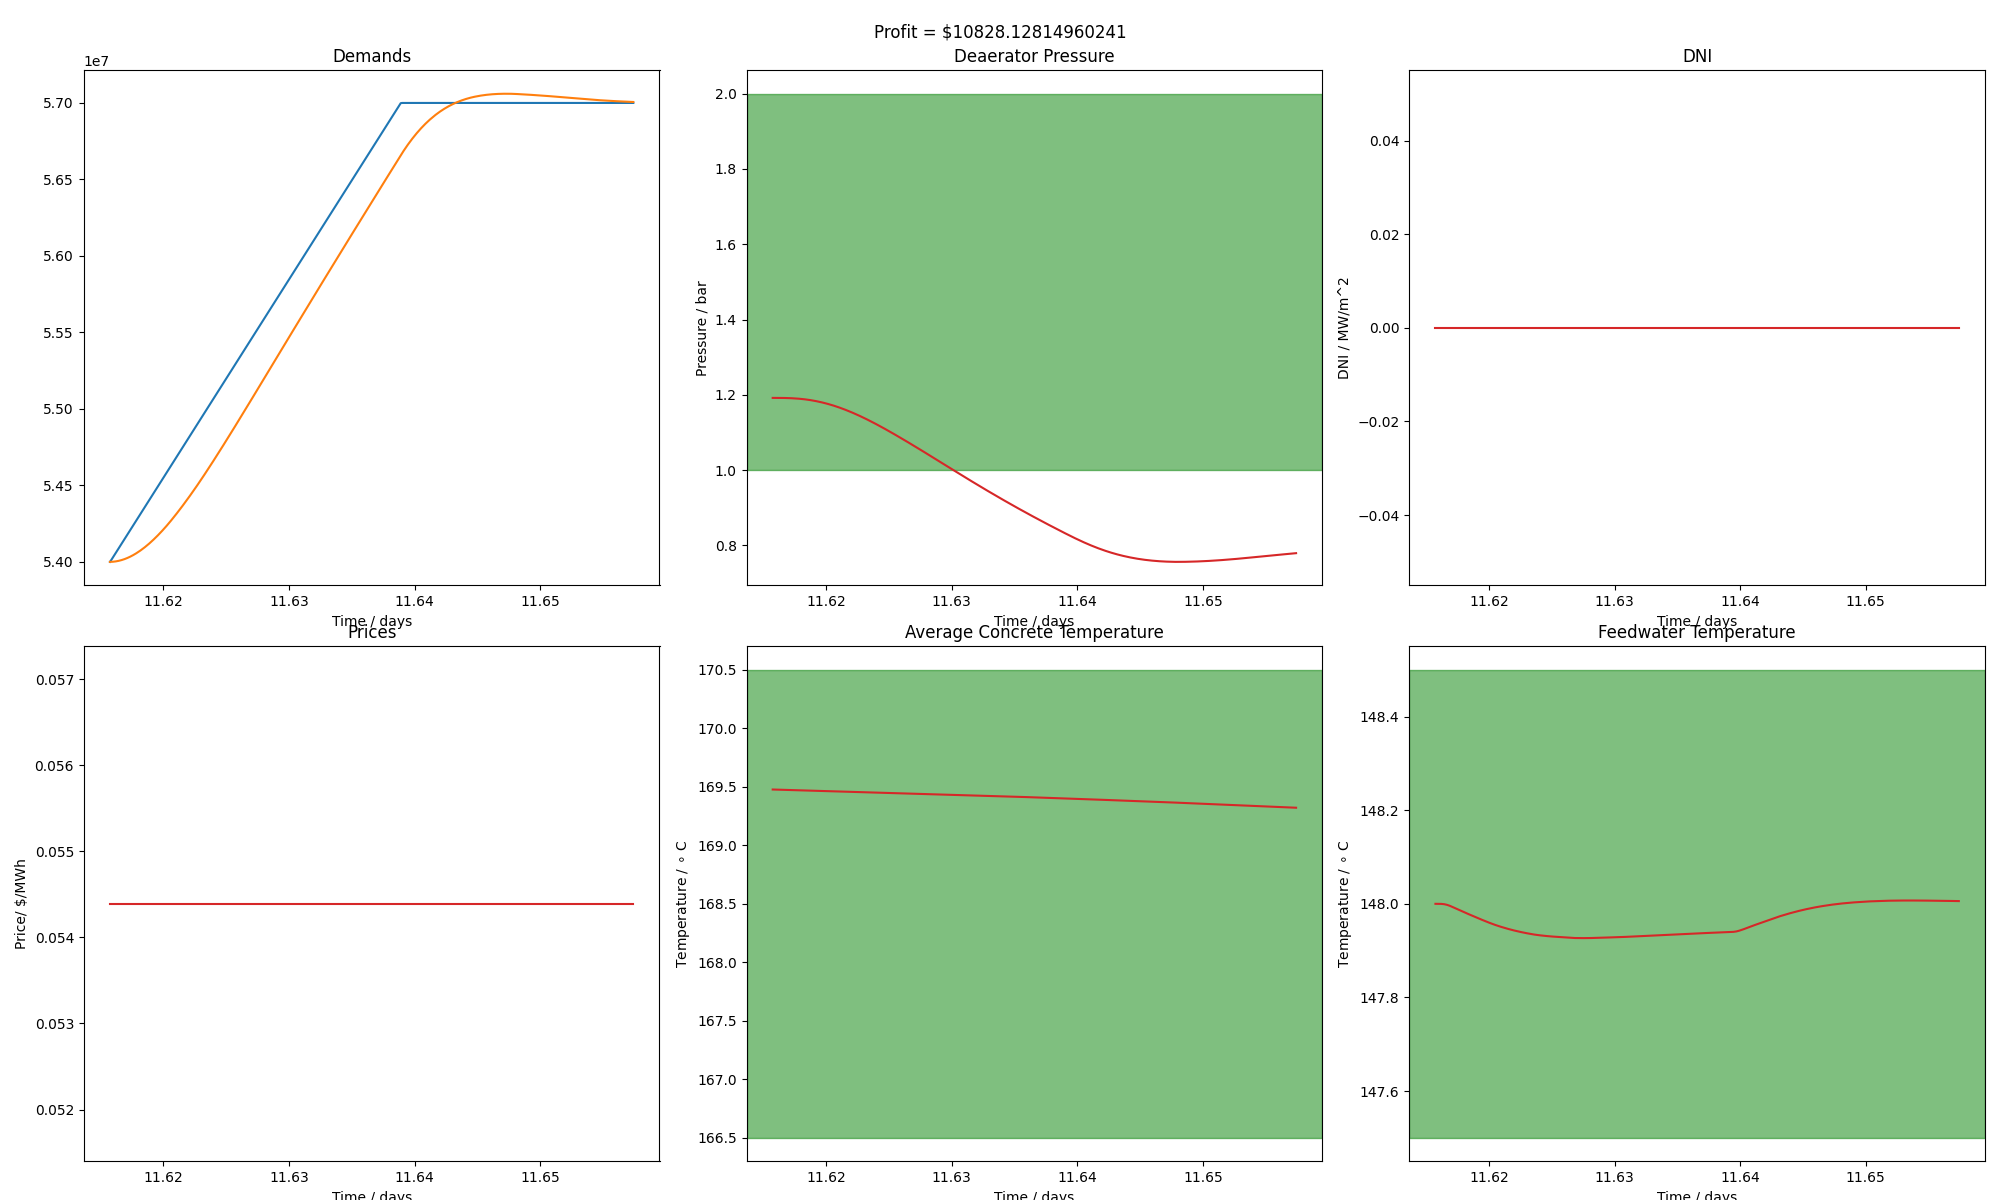 Profit = $10828.12814960241
Demands
1e7
5.70
5.65
5.60
5.55
5.50
5.45
5.40
11.62 11.63 11.64 11.65
Time / days
Deaerator Pressure
Pressure / bar
2.0
1.8
1.6
1.4
1.2
1.0
0.8
11.62 11.63 11.64 11.65
Time / days
DNI
DNI / MW/m^2
0.04
0.02
0.00
−0.02
−0.04
11.62 11.63 11.64 11.65
Time / days
Prices
Price/ $/MWh
0.057
0.056
0.055
0.054
0.053
0.052
11.62 11.63 11.64 11.65
Time / days
Average Concrete Temperature
Temperature / ∘ C
170.5
170.0
169.5
169.0
168.5
168.0
167.5
167.0
166.5
11.62 11.63 11.64 11.65
Time / days
Feedwater Temperature
Temperature / ∘ C
148.4
148.2
148.0
147.8
147.6
11.62 11.63 11.64 11.65
Time / days